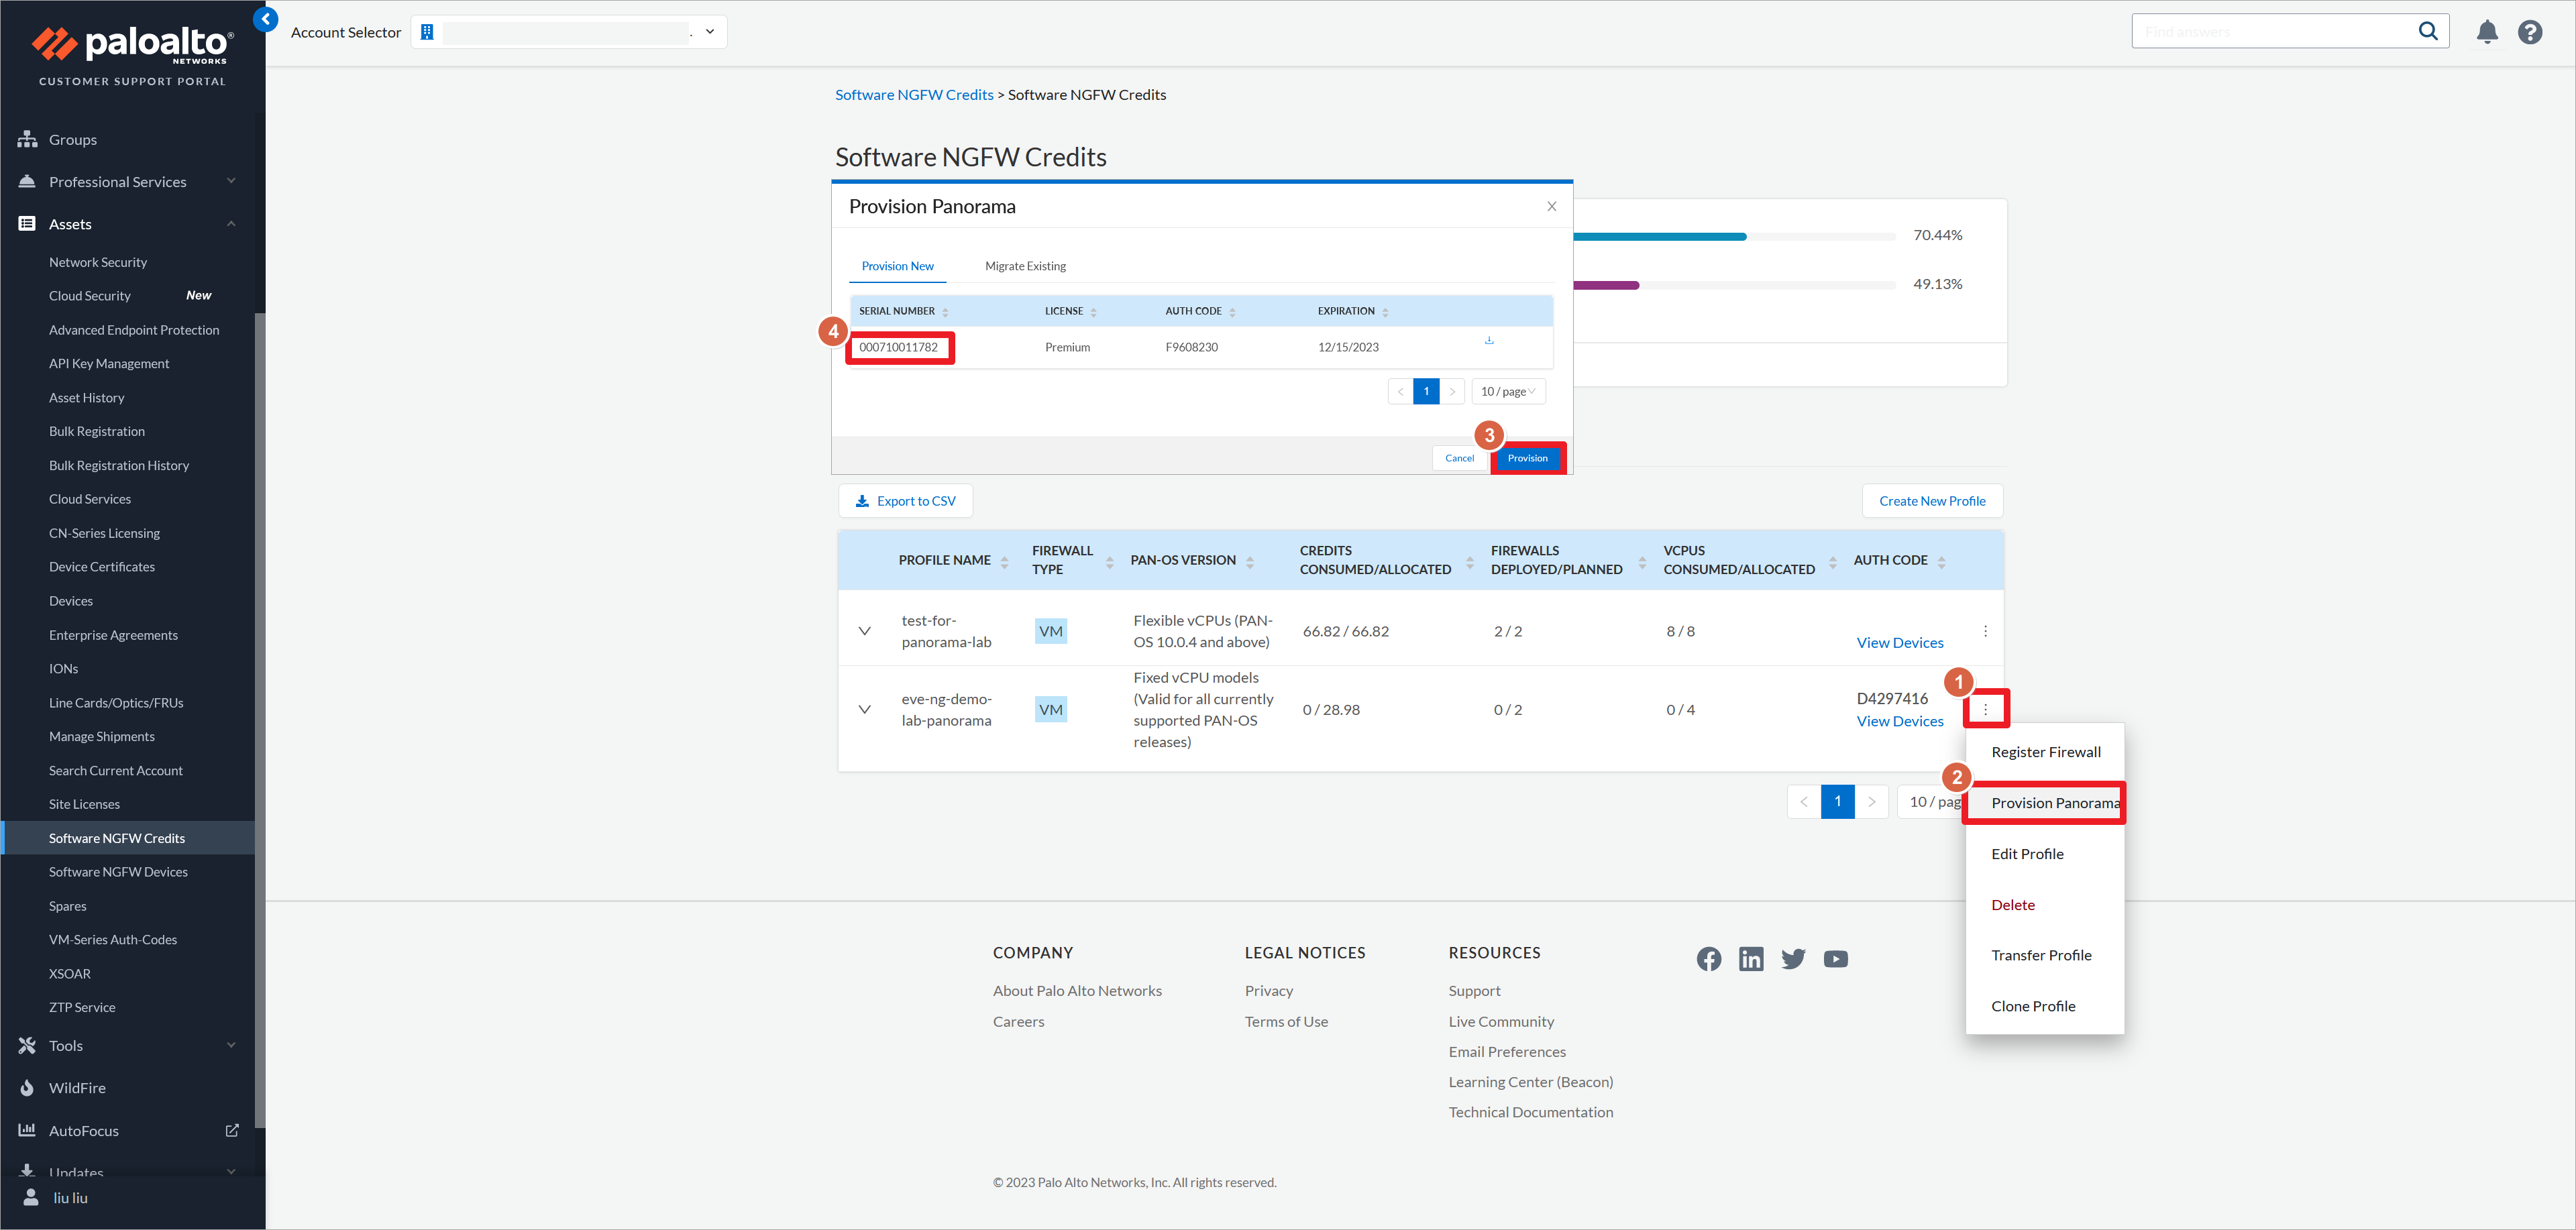 paloalto®
NETWORKS
CUSTOMER SUPPORT PORTAL
Groups
Professional Services
Assets
Network Security
Cloud Security New
Advanced Endpoint Protection
API Key Management
Asset History
Bulk Registration
Bulk Registration History
Cloud Services
CN-Series Licensing
Device Certificates
Devices
Enterprise Agreements
IONs
Line Cards/Optics/FRUs
Manage Shipments
Search Current Account
Site Licenses
Software NGFW Credits
Software NGFW Devices
Spares
VM-Series Auth-Codes
XSOAR
ZTP Service
Tools
WildFire
AutoFocus
Updates
liu liu
Account Selector .
Find answers
Software NGFW Credits > Software NGFW Credits
Software NGFW Credits
Provision Panorama
Provision New Migrate Existing
SERIAL NUMBER LICENSE AUTH CODE EXPIRATION
4
000710011782 Premium F9608230 12/15/2023
1 10 / page
3
Cancel Provision
70.44%
49.13%
Export to CSV Create New Profile
PROFILE NAME FIREWALL TYPE PAN-OS VERSION CREDITS CONSUMED/ALLOCATED FIREWALLS DEPLOYED/PLANNED VCPUS CONSUMED/ALLOCATED AUTH CODE
test-for-panorama-lab VM Flexible vCPUs (PAN-OS 10.0.4 and above) 66.82 / 66.82 2 / 2 8 / 8 View Devices
eve-ng-demo-lab-panorama VM Fixed vCPU models (Valid for all currently supported PAN-OS releases) 0 / 28.98 0 / 2 0 / 4 D4297416 View Devices
1
Register Firewall
2
Provision Panorama
Edit Profile
Delete
Transfer Profile
Clone Profile
1 10 / pag
COMPANY
About Palo Alto Networks
Careers
LEGAL NOTICES
Privacy
Terms of Use
RESOURCES
Support
Live Community
Email Preferences
Learning Center (Beacon)
Technical Documentation
© 2023 Palo Alto Networks, Inc. All rights reserved.